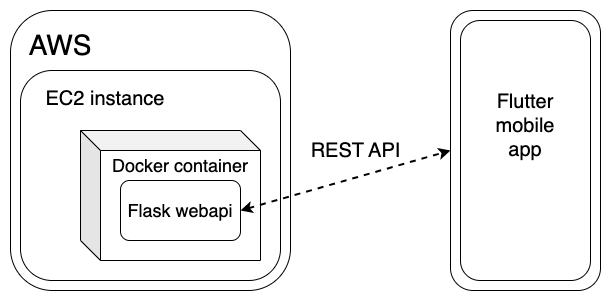 AWS
EC2 instance
Docker container
Flask webapi
REST API
Flutter
mobile
app